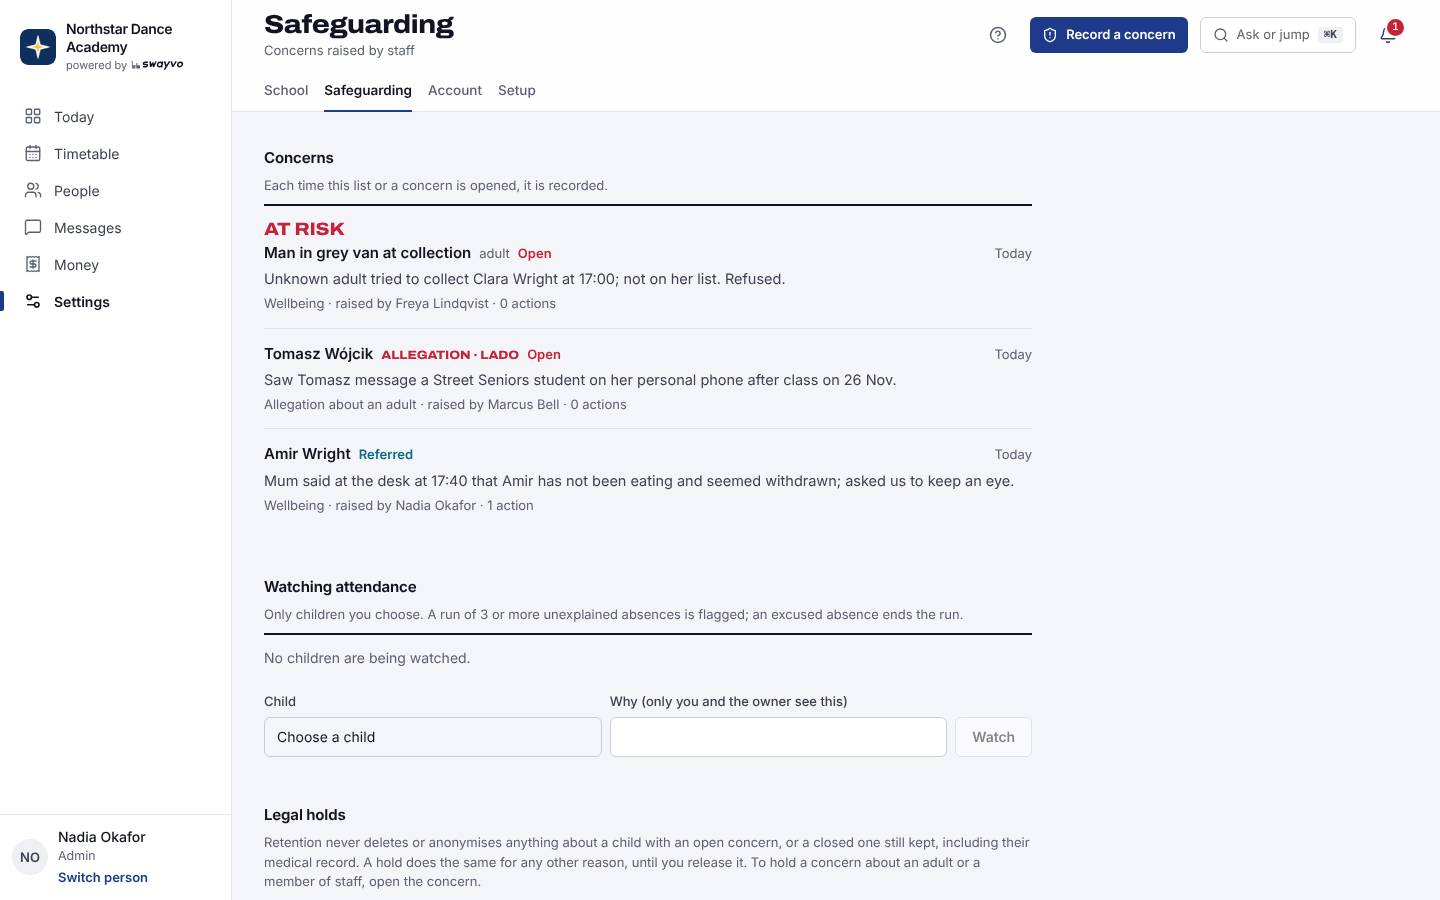 Northstar Dance
Academy
powered by swayvo
Today
Timetable
People
Messages
Money
Settings
NO
Nadia Okafor
Admin
Switch person
Safeguarding
Concerns raised by staff
Record a concern
Ask or jump ⌘K
1
School Safeguarding Account Setup
Concerns
Each time this list or a concern is opened, it is recorded.
AT RISK
Man in grey van at collection adult Open Today
Unknown adult tried to collect Clara Wright at 17:00; not on her list. Refused.
Wellbeing · raised by Freya Lindqvist · 0 actions
Tomasz Wójcik ALLEGATION · LADO Open Today
Saw Tomasz message a Street Seniors student on her personal phone after class on 26 Nov.
Allegation about an adult · raised by Marcus Bell · 0 actions
Amir Wright Referred Today
Mum said at the desk at 17:40 that Amir has not been eating and seemed withdrawn; asked us to keep an eye.
Wellbeing · raised by Nadia Okafor · 1 action
Watching attendance
Only children you choose. A run of 3 or more unexplained absences is flagged; an excused absence ends the run.
No children are being watched.
Child Why (only you and the owner see this)
Choose a child Watch
Legal holds
Retention never deletes or anonymises anything about a child with an open concern, or a closed one still kept, including their
medical record. A hold does the same for any other reason, until you release it. To hold a concern about an adult or a
member of staff, open the concern.